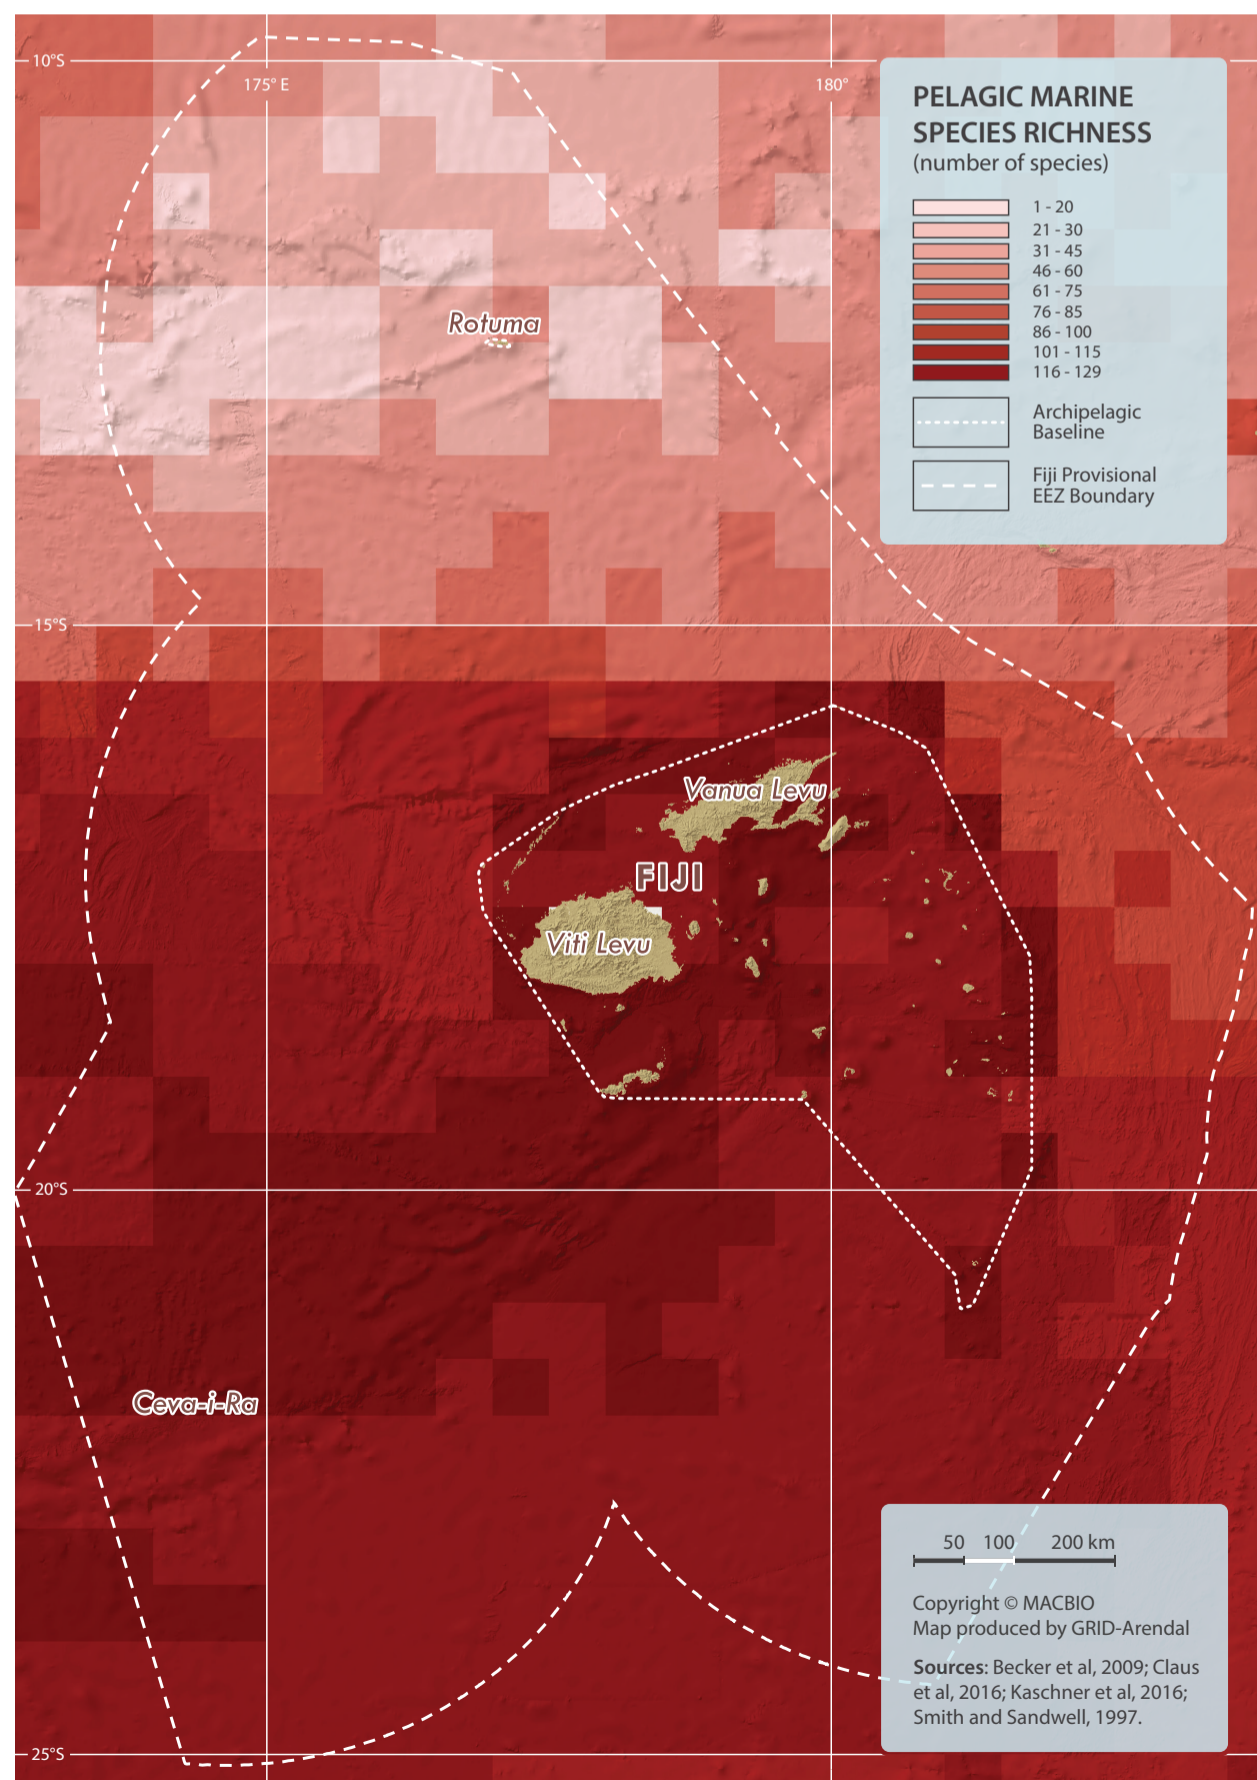 10°S
175° E
180°
PELAGIC MARINE
SPECIES RICHNESS
(number of species)
1 - 20
21 - 30
31 - 45
46 - 60
61 - 75
76 - 85
86 - 100
101 - 115
116 - 129
Archipelagic
Baseline
Fiji Provisional
EEZ Boundary
Rotuma
15°S
Vanua Levu
FIJI
Viti Levu
20°S
Ceva-i-Ra
50 100 200 km
Copyright © MACBIO
Map produced by GRID-Arendal
Sources: Becker et al, 2009; Claus
et al, 2016; Kaschner et al, 2016;
Smith and Sandwell, 1997.
25°S